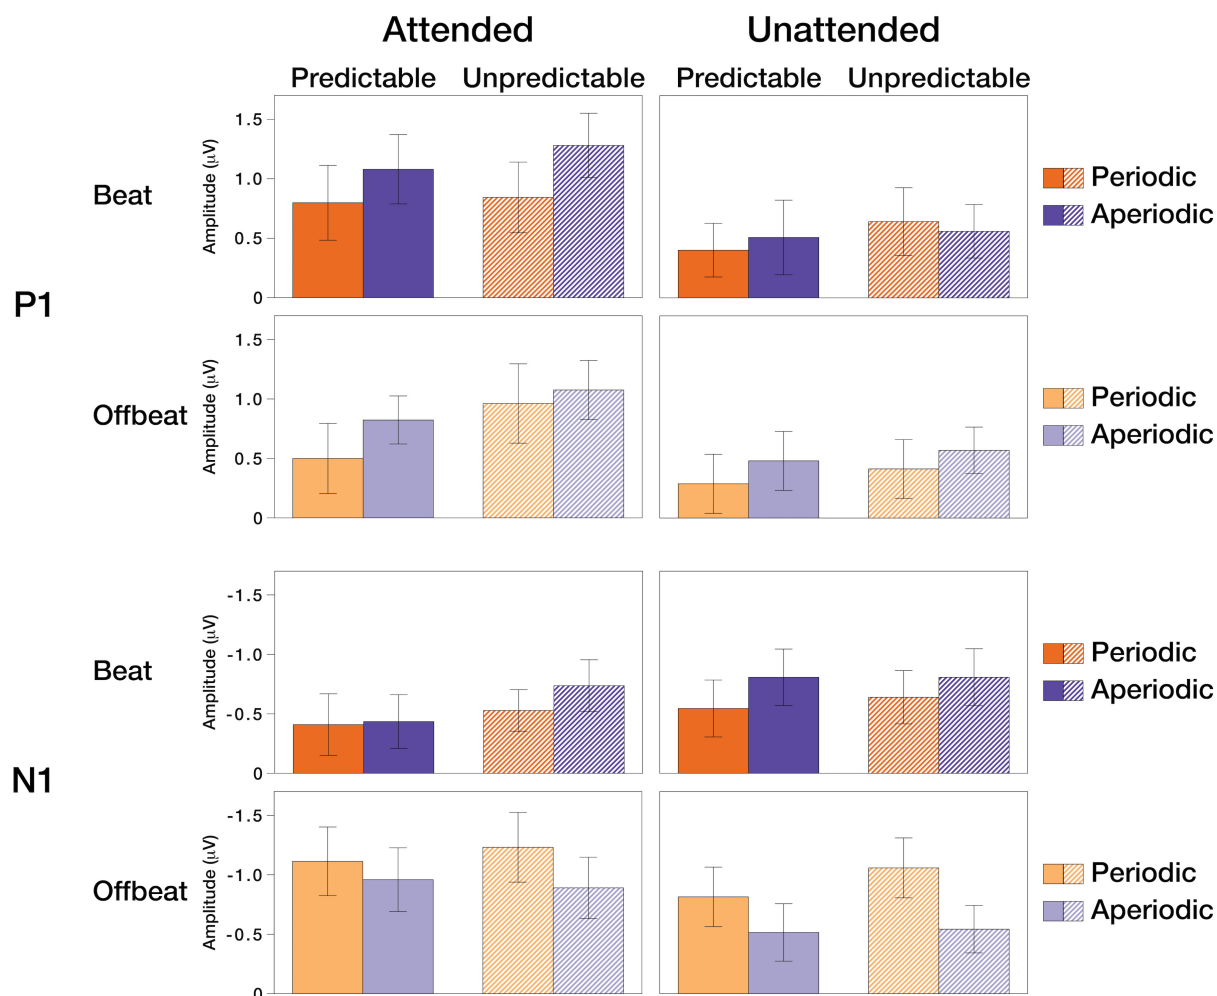 Attended Unattended
Predictable Unpredictable Predictable Unpredictable
P1
Beat
Amplitude (μV)
1.5
1.0
0.5
0
Periodic
Aperiodic
Offbeat
Amplitude (μV)
1.5
1.0
0.5
0
Periodic
Aperiodic
N1
Beat
Amplitude (μV)
-1.5
-1.0
-0.5
0
Periodic
Aperiodic
Offbeat
Amplitude (μV)
-1.5
-1.0
-0.5
0
Periodic
Aperiodic